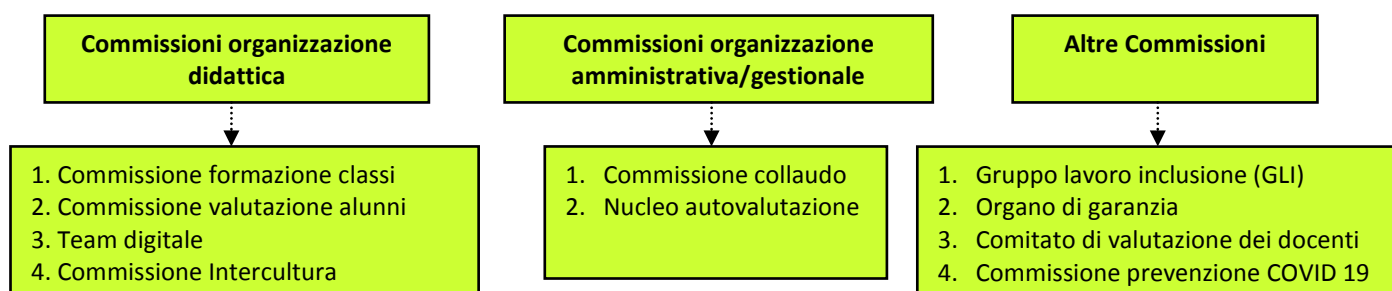 Commissioni organizzazione
didattica
Commissioni organizzazione
amministrativa/gestionale
Altre Commissioni
1. Commissione formazione classi
2. Commissione valutazione alunni
3. Team digitale
4. Commissione Intercultura
1. Commissione collaudo
2. Nucleo autovalutazione
1. Gruppo lavoro inclusione (GLI)
2. Organo di garanzia
3. Comitato di valutazione dei docenti
4. Commissione prevenzione COVID 19